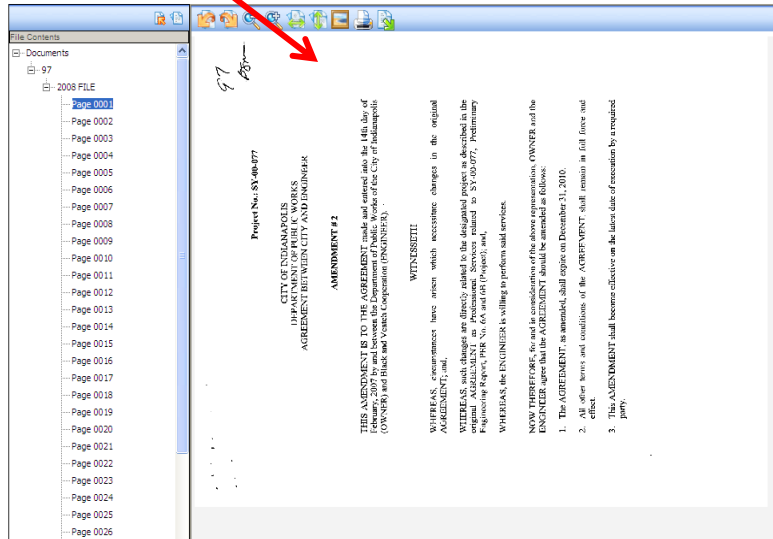 File Contents
Documents
97
2008 FILE
Page 0001
Page 0002
Page 0003
Page 0004
Page 0005
Page 0006
Page 0007
Page 0008
Page 0009
Page 0010
Page 0011
Page 0012
Page 0013
Page 0014
Page 0015
Page 0016
Page 0017
Page 0018
Page 0019
Page 0020
Page 0021
Page 0022
Page 0023
Page 0024
Page 0025
Page 0026
97
Project No.: SY-00-077
CITY OF INDIANAPOLIS
DEPARTMENT OF PUBLIC WORKS
AGREEMENT BETWEEN CITY AND ENGINEER
AMENDMENT # 2
THIS AMENDMENT IS TO THE AGREEMENT made and entered into the 14th day of
February, 2007 by and between the Department of Public Works of the City of Indianapolis
(OWNER) and Black and Veatch Cooperation (ENGINEER).
WITNESSETH
WHEREAS, circumstances have arisen which necessitate changes in the original
AGREEMENT; and,
WHEREAS, such changes are directly related to the designated project as described in the
original AGREEMENT as Professional Services related to SY-00-077, Preliminary
Engineering Report, PER No. 6A and 6B (Project); and,
WHEREAS, the ENGINEER is willing to perform said services.
NOW THEREFORE, for and in consideration of the above representation, OWNER and the
ENGINEER agree that the AGREEMENT should be amended as follows:
1. The AGREEMENT, as amended, shall expire on December 31, 2010.
2. All other terms and conditions of the AGREEMENT, shall remain in full force and
effect.
3. This AMENDMENT shall become effective on the latest date of execution by a required
party.